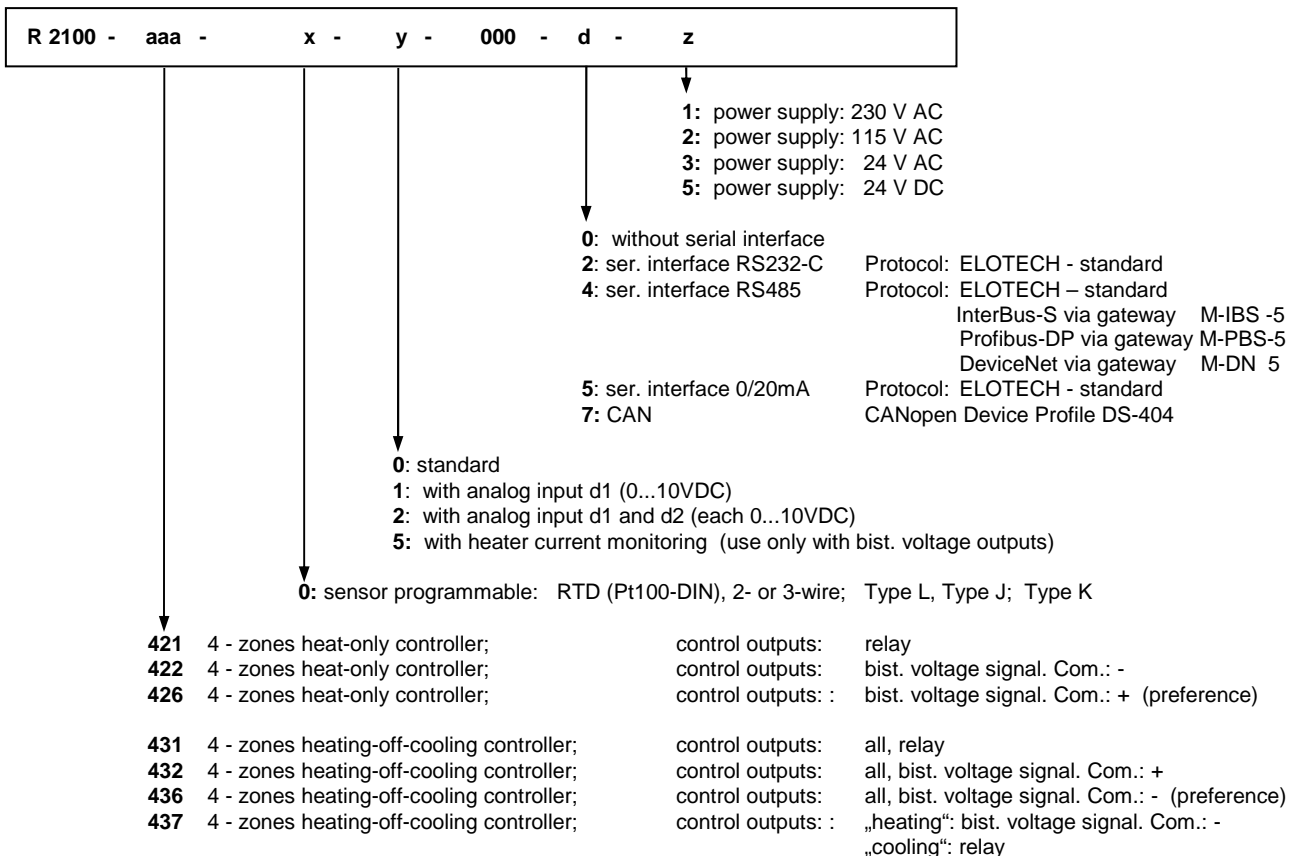 R 2100 - aaa - x - y - 000 - d - z
1: power supply: 230 V AC
2: power supply: 115 V AC
3: power supply: 24 V AC
5: power supply: 24 V DC
0: without serial interface
2: ser. interface RS232-C Protocol: ELOTECH - standard
4: ser. interface RS485 Protocol: ELOTECH – standard
InterBus-S via gateway M-IBS -5
Profibus-DP via gateway M-PBS-5
DeviceNet via gateway M-DN 5
5: ser. interface 0/20mA Protocol: ELOTECH - standard
7: CAN CANopen Device Profile DS-404
0: standard
1: with analog input d1 (0...10VDC)
2: with analog input d1 and d2 (each 0...10VDC)
5: with heater current monitoring (use only with bist. voltage outputs)
0: sensor programmable: RTD (Pt100-DIN), 2- or 3-wire; Type L, Type J; Type K
421 4 - zones heat-only controller; control outputs: relay
422 4 - zones heat-only controller; control outputs: bist. voltage signal. Com.: -
426 4 - zones heat-only controller; control outputs: : bist. voltage signal. Com.: + (preference)
431 4 - zones heating-off-cooling controller; control outputs: all, relay
432 4 - zones heating-off-cooling controller; control outputs: all, bist. voltage signal. Com.: +
436 4 - zones heating-off-cooling controller; control outputs: all, bist. voltage signal. Com.: - (preference)
437 4 - zones heating-off-cooling controller; control outputs: : „heating“: bist. voltage signal. Com.: -
„cooling“: relay